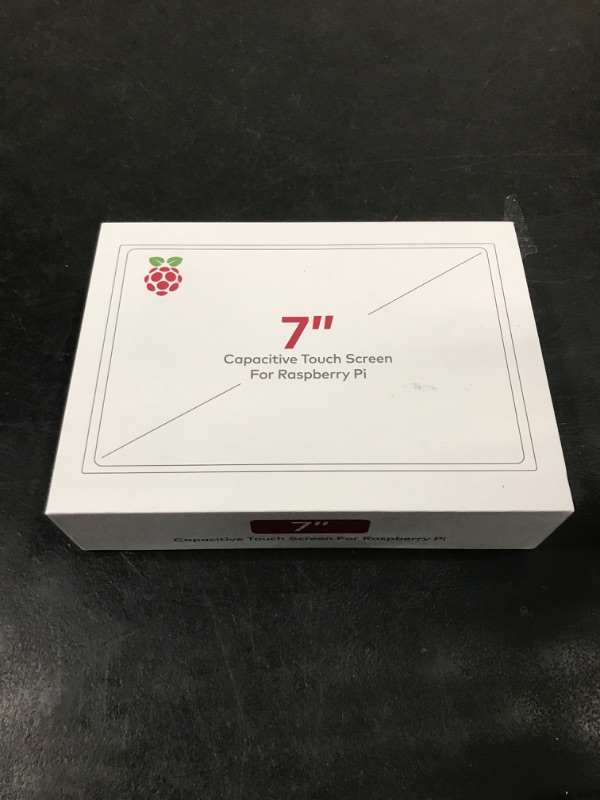 7"
Capacitive Touch Screen
For Raspberry Pi
7"
Capacitive Touch Screen For Raspberry Pi